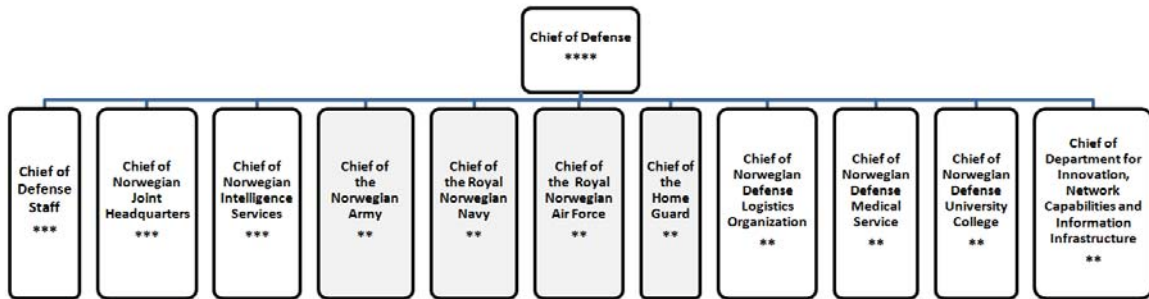 Chief of Defense
****
Chief of
Defense
Staff
***
Chief of
Norwegian
Joint
Headquarters
***
Chief of
Norwegian
Intelligence
Services
***
Chief of
the
Norwegian
Army
**
Chief of
the Royal
Norwegian
Navy
**
Chief of
the Royal
Norwegian
Air Force
**
Chief of
the
Home
Guard
**
Chief of
Norwegian
Defense
Logistics
Organization
**
Chief of
Norwegian
Defense
Medical
Service
**
Chief of
Norwegian
Defense
University
College
**
Chief of
Department for
Innovation,
Network
Capabilities and
Information
Infrastructure
**